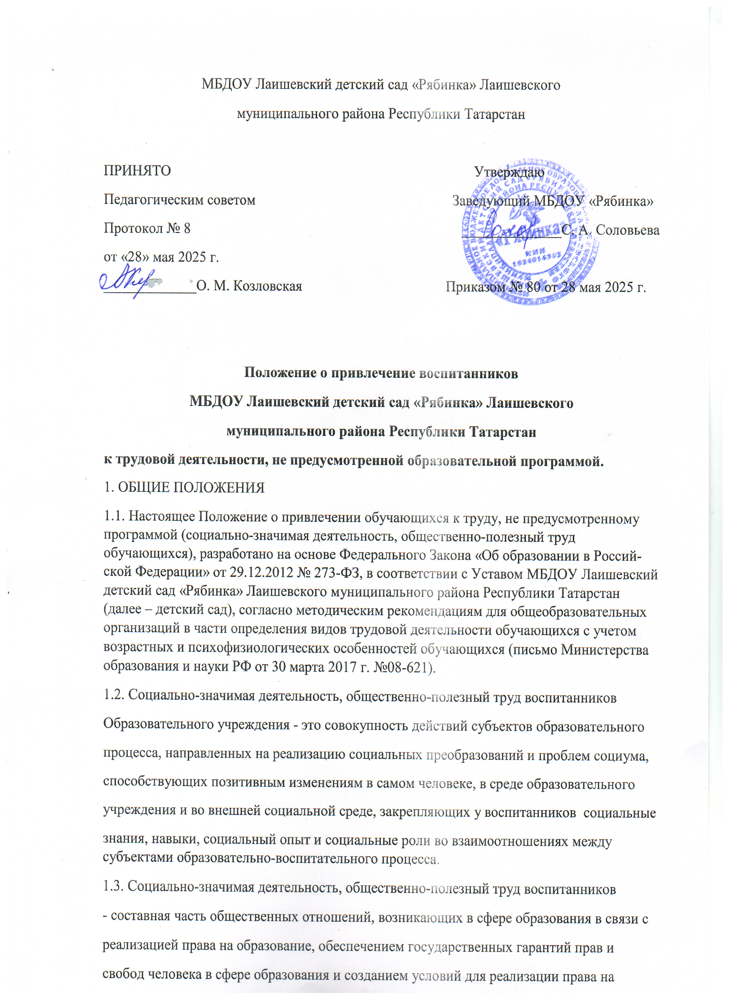 МБДОУ Лаишевский детский сад «Рябинка» Лаишевского
муниципального района Республики Татарстан
ПРИНЯТО
Утверждаю
Педагогическим советом
Заведующий МБДОУ «Рябинка»
Протокол № 8
С. А. Соловьева
от «28» мая 2025 г.
О. М. Козловская
Приказом № 80 от 28 мая 2025 г.
«Рябинка»
ИНН
1624014392
Положение о привлечение воспитанников
МБДОУ Лаишевский детский сад «Рябинка» Лаишевского
муниципального района Республики Татарстан
к трудовой деятельности, не предусмотренной образовательной программой.
1. ОБЩИЕ ПОЛОЖЕНИЯ
1.1. Настоящее Положение о привлечении обучающихся к труду, не предусмотренному
программой (социально-значимая деятельность, общественно-полезный труд
обучающихся), разработано на основе Федерального Закона «Об образовании в Россий-
ской Федерации» от 29.12.2012 № 273-ФЗ, в соответствии с Уставом МБДОУ Лаишевский
детский сад «Рябинка» Лаишевского муниципального района Республики Татарстан
(далее – детский сад), согласно методическим рекомендациям для общеобразовательных
организаций в части определения видов трудовой деятельности обучающихся с учетом
возрастных и психофизиологических особенностей обучающихся (письмо Министерства
образования и науки РФ от 30 марта 2017 г. №08-621).
1.2. Социально-значимая деятельность, общественно-полезный труд воспитанников
Образовательного учреждения - это совокупность действий субъектов образовательного
процесса, направленных на реализацию социальных преобразований и проблем социума,
способствующих позитивным изменениям в самом человеке, в среде образовательного
учреждения и во внешней социальной среде, закрепляющих у воспитанников социальные
знания, навыки, социальный опыт и социальные роли во взаимоотношениях между
субъектами образовательно-воспитательного процесса.
1.3. Социально-значимая деятельность, общественно-полезный труд воспитанников
- составная часть общественных отношений, возникающих в сфере образования в связи с
реализацией права на образование, обеспечением государственных гарантий прав и
свобод человека в сфере образования и созданием условий для реализации права на